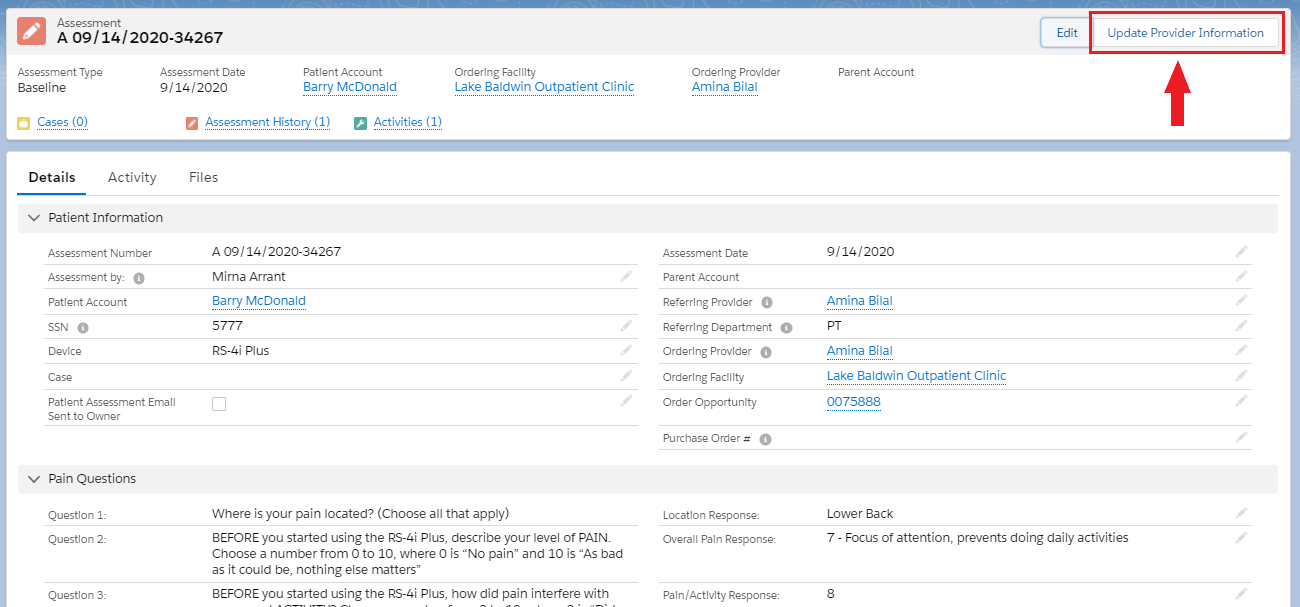 Assessment
A 09/14/2020-34267
Edit
Update Provider Information
Assessment Type
Assessment Date
Patient Account
Ordering Facility
Ordering Provider
Parent Account
Baseline
9/14/2020
Barry McDonald
Lake Baldwin Outpatient Clinic
Amina Bilal
Cases (0)
Assessment History (1)
Activities (1)
Details
Activity
Files
Patient Information
Assessment Number
A 09/14/2020-34267
Assessment Date
9/14/2020
Assessment by:
Mirna Arrant
Parent Account
Patient Account
Barry McDonald
Referring Provider
Amina Bilal
SSN
5777
Referring Department
PT
Device
RS-4i Plus
Ordering Provider
Amina Bilal
Case
Ordering Facility
Lake Baldwin Outpatient Clinic
Patient Assessment Email
Sent to Owner
Order Opportunity
0075888
Purchase Order #
Pain Questions
Question 1:
Where is your pain located? (Choose all that apply)
Location Response:
Lower Back
Question 2:
BEFORE you started using the RS-4i Plus, describe your level of PAIN.
Choose a number from 0 to 10, where 0 is “No pain” and 10 is “As bad
as it could be, nothing else matters”
Overall Pain Response:
7 - Focus of attention, prevents doing daily activities
Question 3:
BEFORE you started using the RS-4i Plus, how did pain interfere with
Pain/Activity Response:
8